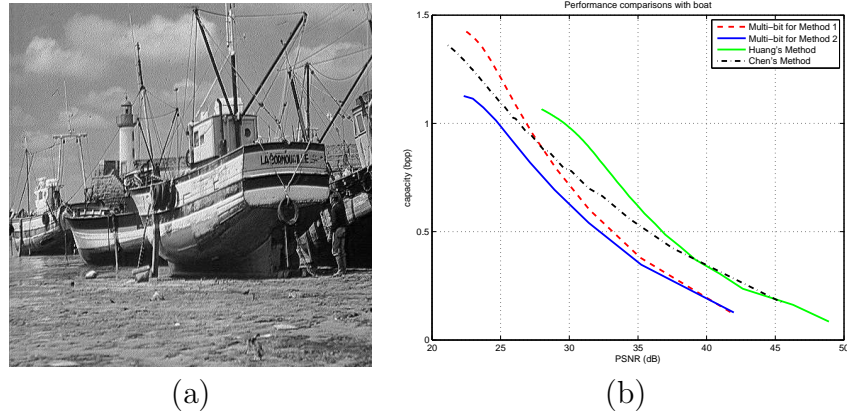 LA CORNOUAILLE
(a)
Performance comparisons with boat
Multi−bit for Method 1
Multi−bit for Method 2
Huang's Method
Chen's Method
capacity (bpp)
1.5
1
0.5
0
20 25 30 35 40 45 50
PSNR (dB)
(b)